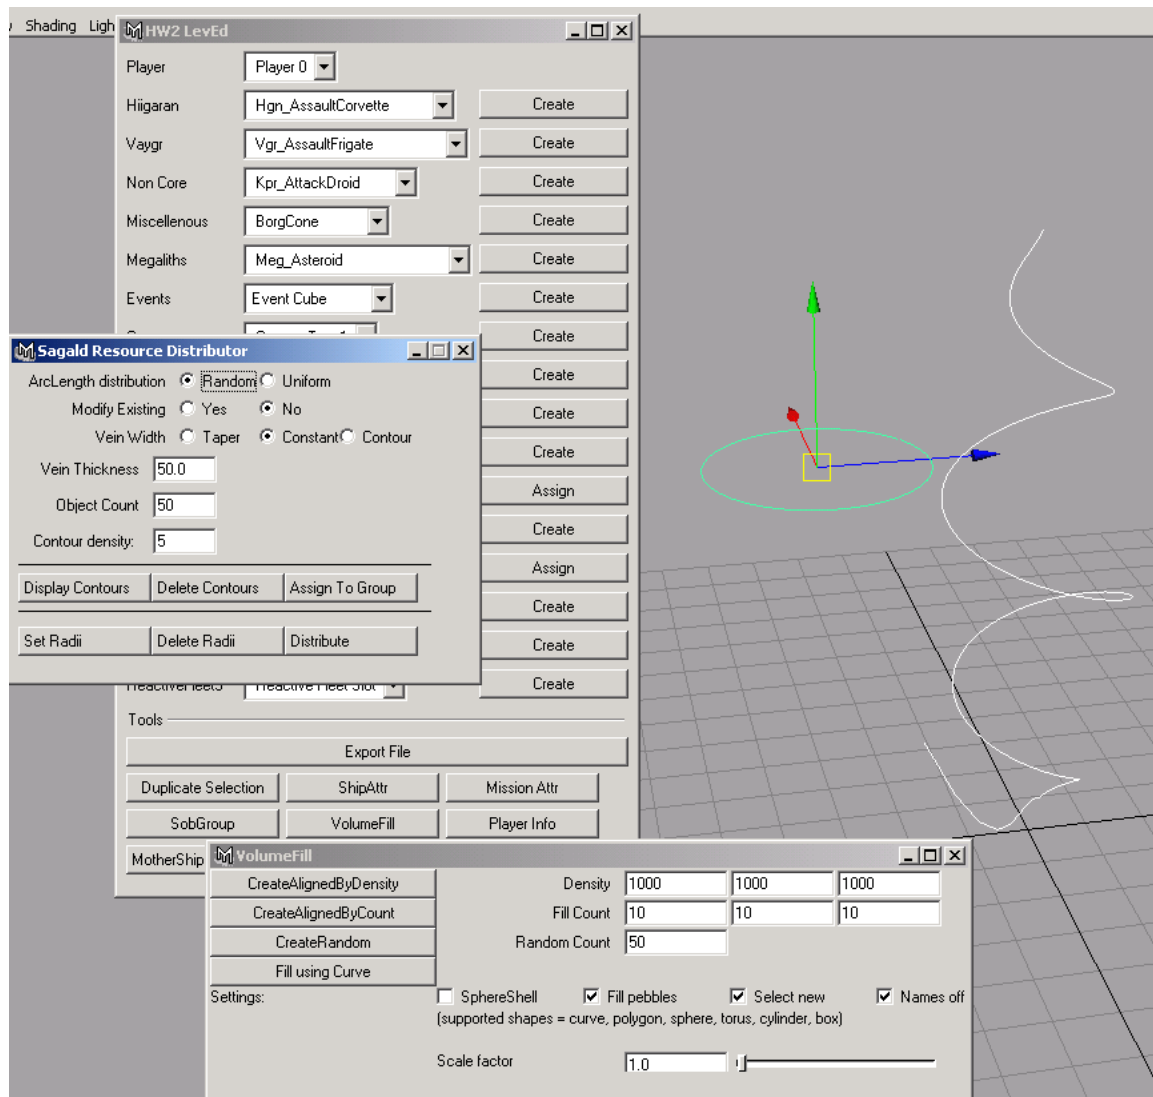 Shading Ligh
HW2 LevEd
Player Player 0
Hiigaran Hgn_AssaultCorvette Create
Vaygr Vgr_AssaultFrigate Create
Non Core Kpr_AttackDroid Create
Miscellenous BorgCone Create
Megaliths Meg_Asteroid Create
Events Event Cube Create
Create
Create
Create
Create
Assign
Create
Assign
Create
Create
Reactive Fleet Slot Create
Sagald Resource Distributor
ArcLength distribution Random Uniform
Modify Existing Yes No
Vein Width Taper Constant Contour
Vein Thickness 50.0
Object Count 50
Contour density: 5
Display Contours Delete Contours Assign To Group
Set Radii Delete Radii Distribute
Tools
Export File
Duplicate Selection ShipAttr Mission Attr
SobGroup VolumeFill Player Info
MotherShip
VolumeFill
CreateAlignedByDensity Density 1000 1000 1000
CreateAlignedByCount Fill Count 10 10 10
CreateRandom Random Count 50
Fill using Curve
Settings: SphereShell Fill pebbles Select new Names off
(supported shapes = curve, polygon, sphere, torus, cylinder, box)
Scale factor 1.0